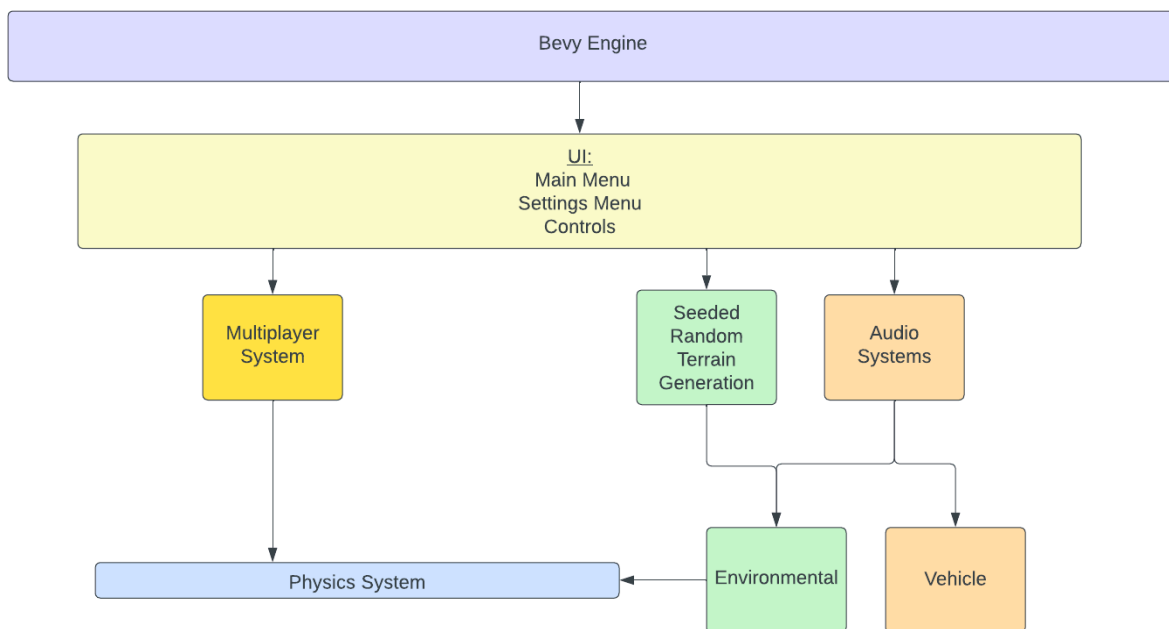 Bevy Engine
UI:
Main Menu
Settings Menu
Controls
Multiplayer
System
Seeded
Random
Terrain
Generation
Audio
Systems
Physics System
Environmental
Vehicle